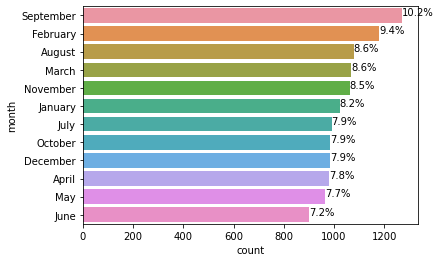 September 10.2%
February 9.4%
August 8.6%
March 8.6%
November 8.5%
January 8.2%
July 7.9%
October 7.9%
December 7.9%
April 7.8%
May 7.7%
June 7.2%
month
0 200 400 600 800 1000 1200
count